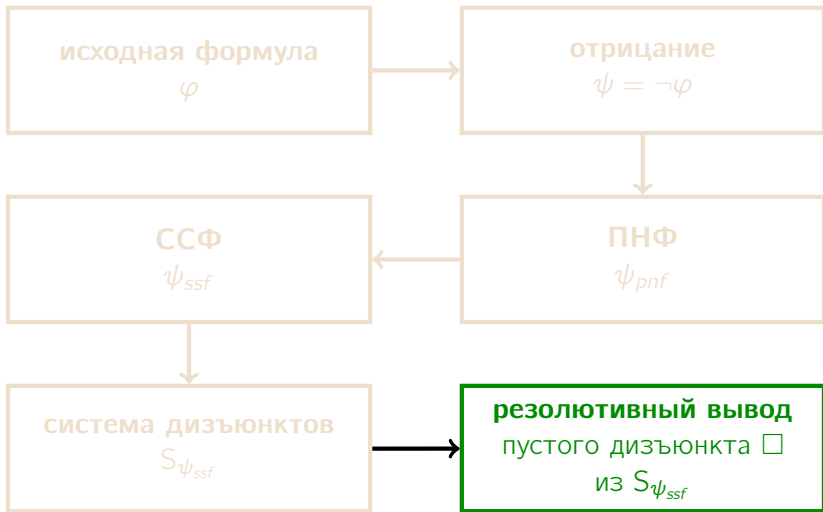 исходная формула
φ
отрицание
ψ = ¬φ
ССФ
ψ_ssf
ПНФ
ψ_pnf
система дизъюнктов
S_ψ_ssf
резолютивный вывод
пустого дизъюнкта □
из S_ψ_ssf